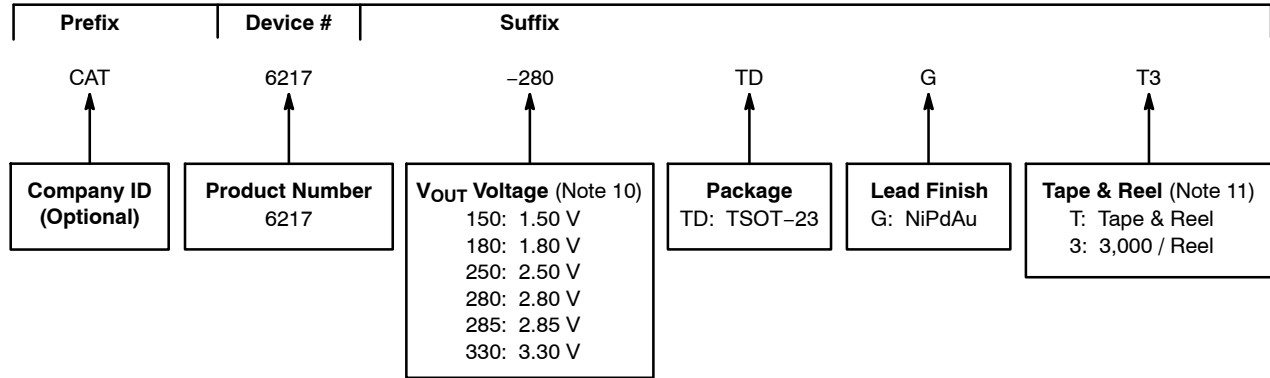 Prefix Device # Suffix
CAT 6217 −280 TD G T3
Company ID
(Optional)
Product Number
6217
VOUT Voltage (Note 10)
150: 1.50 V
180: 1.80 V
250: 2.50 V
280: 2.80 V
285: 2.85 V
330: 3.30 V
Package
TD: TSOT−23
Lead Finish
G: NiPdAu
Tape & Reel (Note 11)
T: Tape & Reel
3: 3,000 / Reel